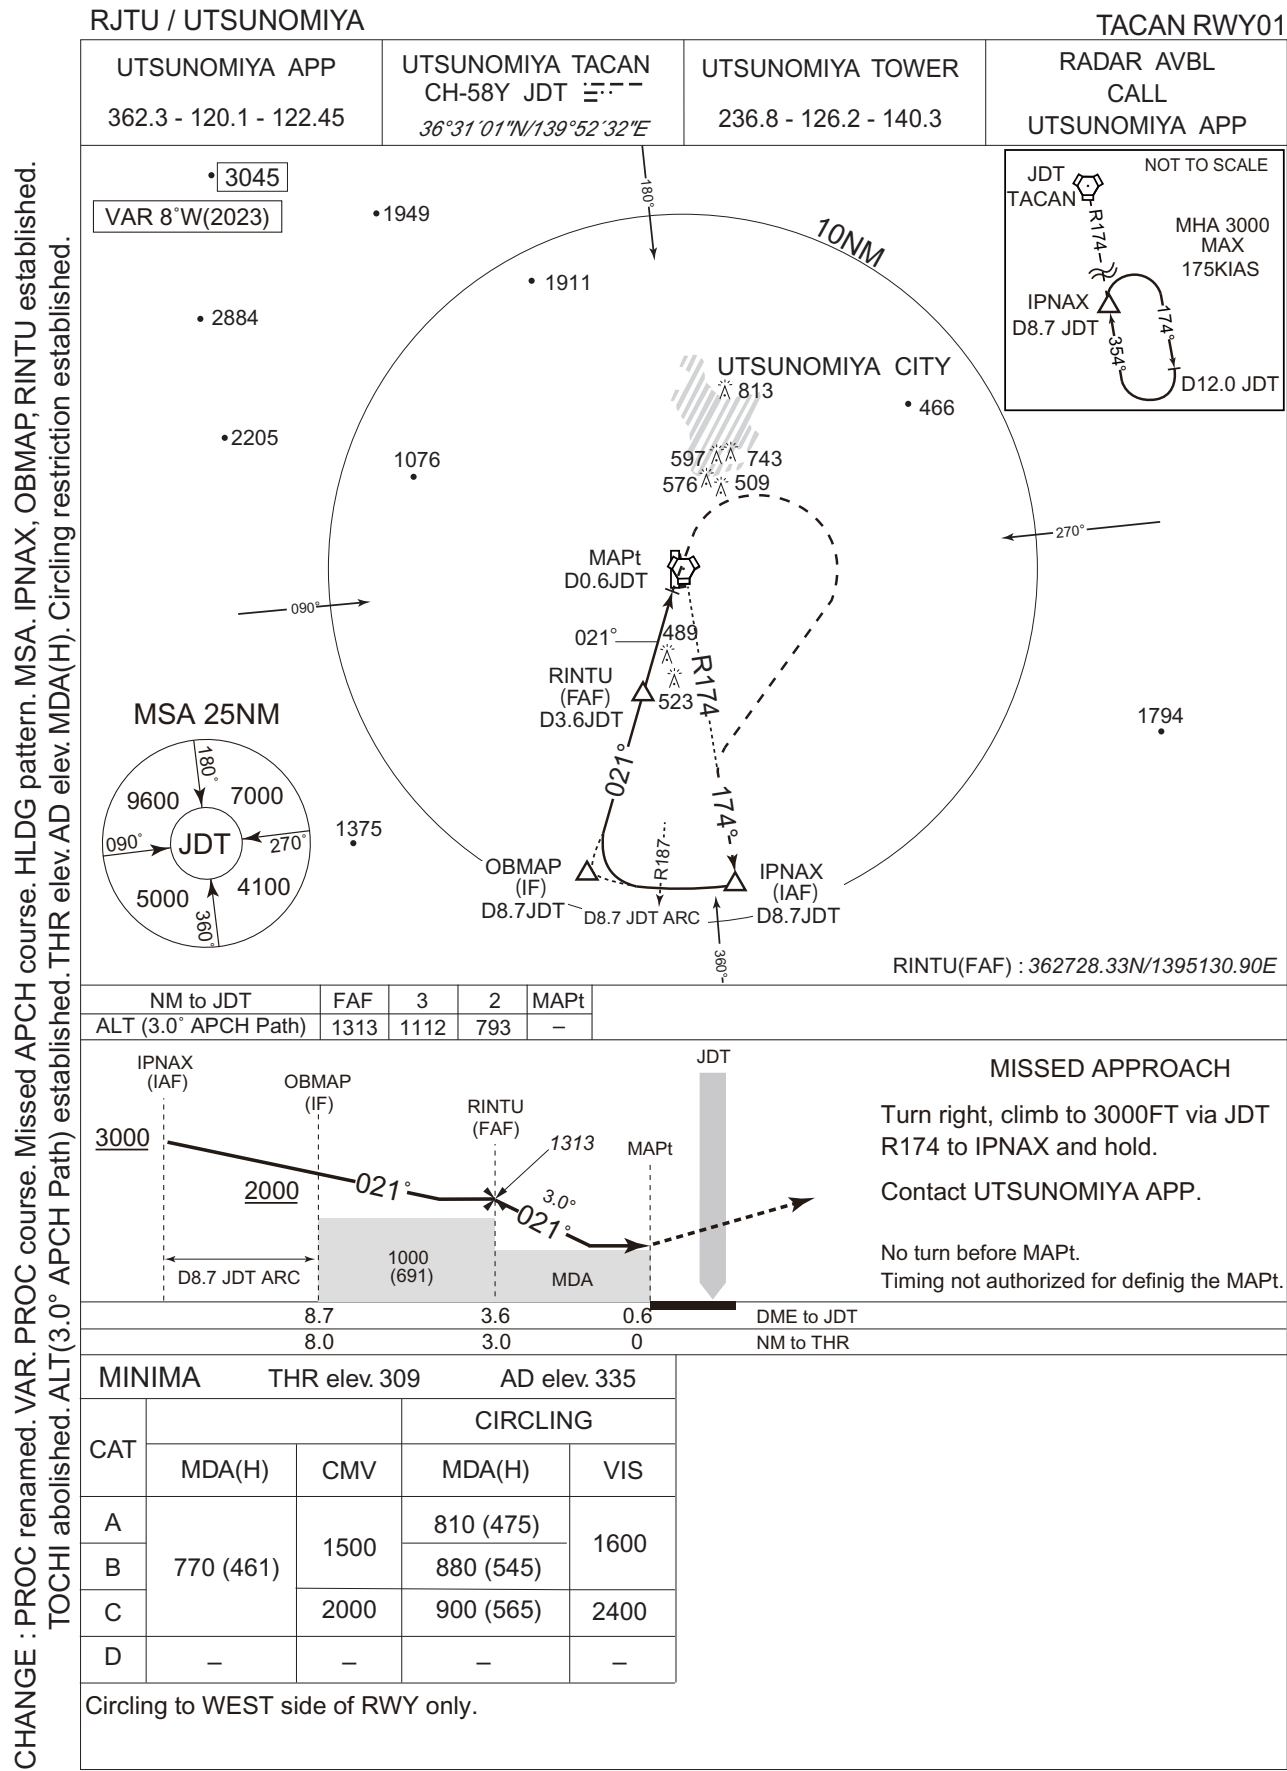 RJTU / UTSUNOMIYA
TACAN RWY01
UTSUNOMIYA APP
362.3 - 120.1 - 122.45
UTSUNOMIYA TACAN
CH-58Y JDT
36°31´01"N/139°52´32"E
UTSUNOMIYA TOWER
236.8 - 126.2 - 140.3
RADAR AVBL
CALL
UTSUNOMIYA APP
CHANGE : PROC renamed. VAR. PROC course. Missed APCH course. HLDG pattern. MSA. IPNAX, OBMAP, RINTU established.
TOCHI abolished. ALT(3.0° APCH Path) established. THR elev. AD elev. MDA(H). Circling restriction established.
3045
VAR 8°W(2023)
1949
180°
10NM
1911
2884
NOT TO SCALE
JDT
TACAN
R174
MHA 3000
MAX
175KIAS
IPNAX
D8.7 JDT
174°
354°
D12.0 JDT
UTSUNOMIYA CITY
813
466
2205
1076
597
743
576
509
270°
MAPt
D0.6JDT
090°
021°
489
RINTU
(FAF)
D3.6JDT
523
R174
1794
MSA 25NM
180°
9600
7000
090°
JDT
270°
5000
4100
360°
1375
021°
174°
R187
OBMAP
(IF)
D8.7JDT
D8.7 JDT ARC
IPNAX
(IAF)
D8.7JDT
360°
RINTU(FAF) : 362728.33N/1395130.90E
NM to JDT FAF 3 2 MAPt
ALT (3.0° APCH Path) 1313 1112 793 –
IPNAX
(IAF)
OBMAP
(IF)
RINTU
(FAF)
1313
MAPt
JDT
3000
2000
021°
3.0°
021°
D8.7 JDT ARC
1000
(691)
MDA
8.7 3.6 0.6 DME to JDT
8.0 3.0 0 NM to THR
MISSED APPROACH
Turn right, climb to 3000FT via JDT
R174 to IPNAX and hold.
Contact UTSUNOMIYA APP.
No turn before MAPt.
Timing not authorized for definig the MAPt.
MINIMA THR elev. 309 AD elev. 335
CAT
CIRCLING
MDA(H) CMV MDA(H) VIS
A 770 (461) 1500 810 (475) 1600
B 880 (545)
C 2000 900 (565) 2400
D – – – –
Circling to WEST side of RWY only.